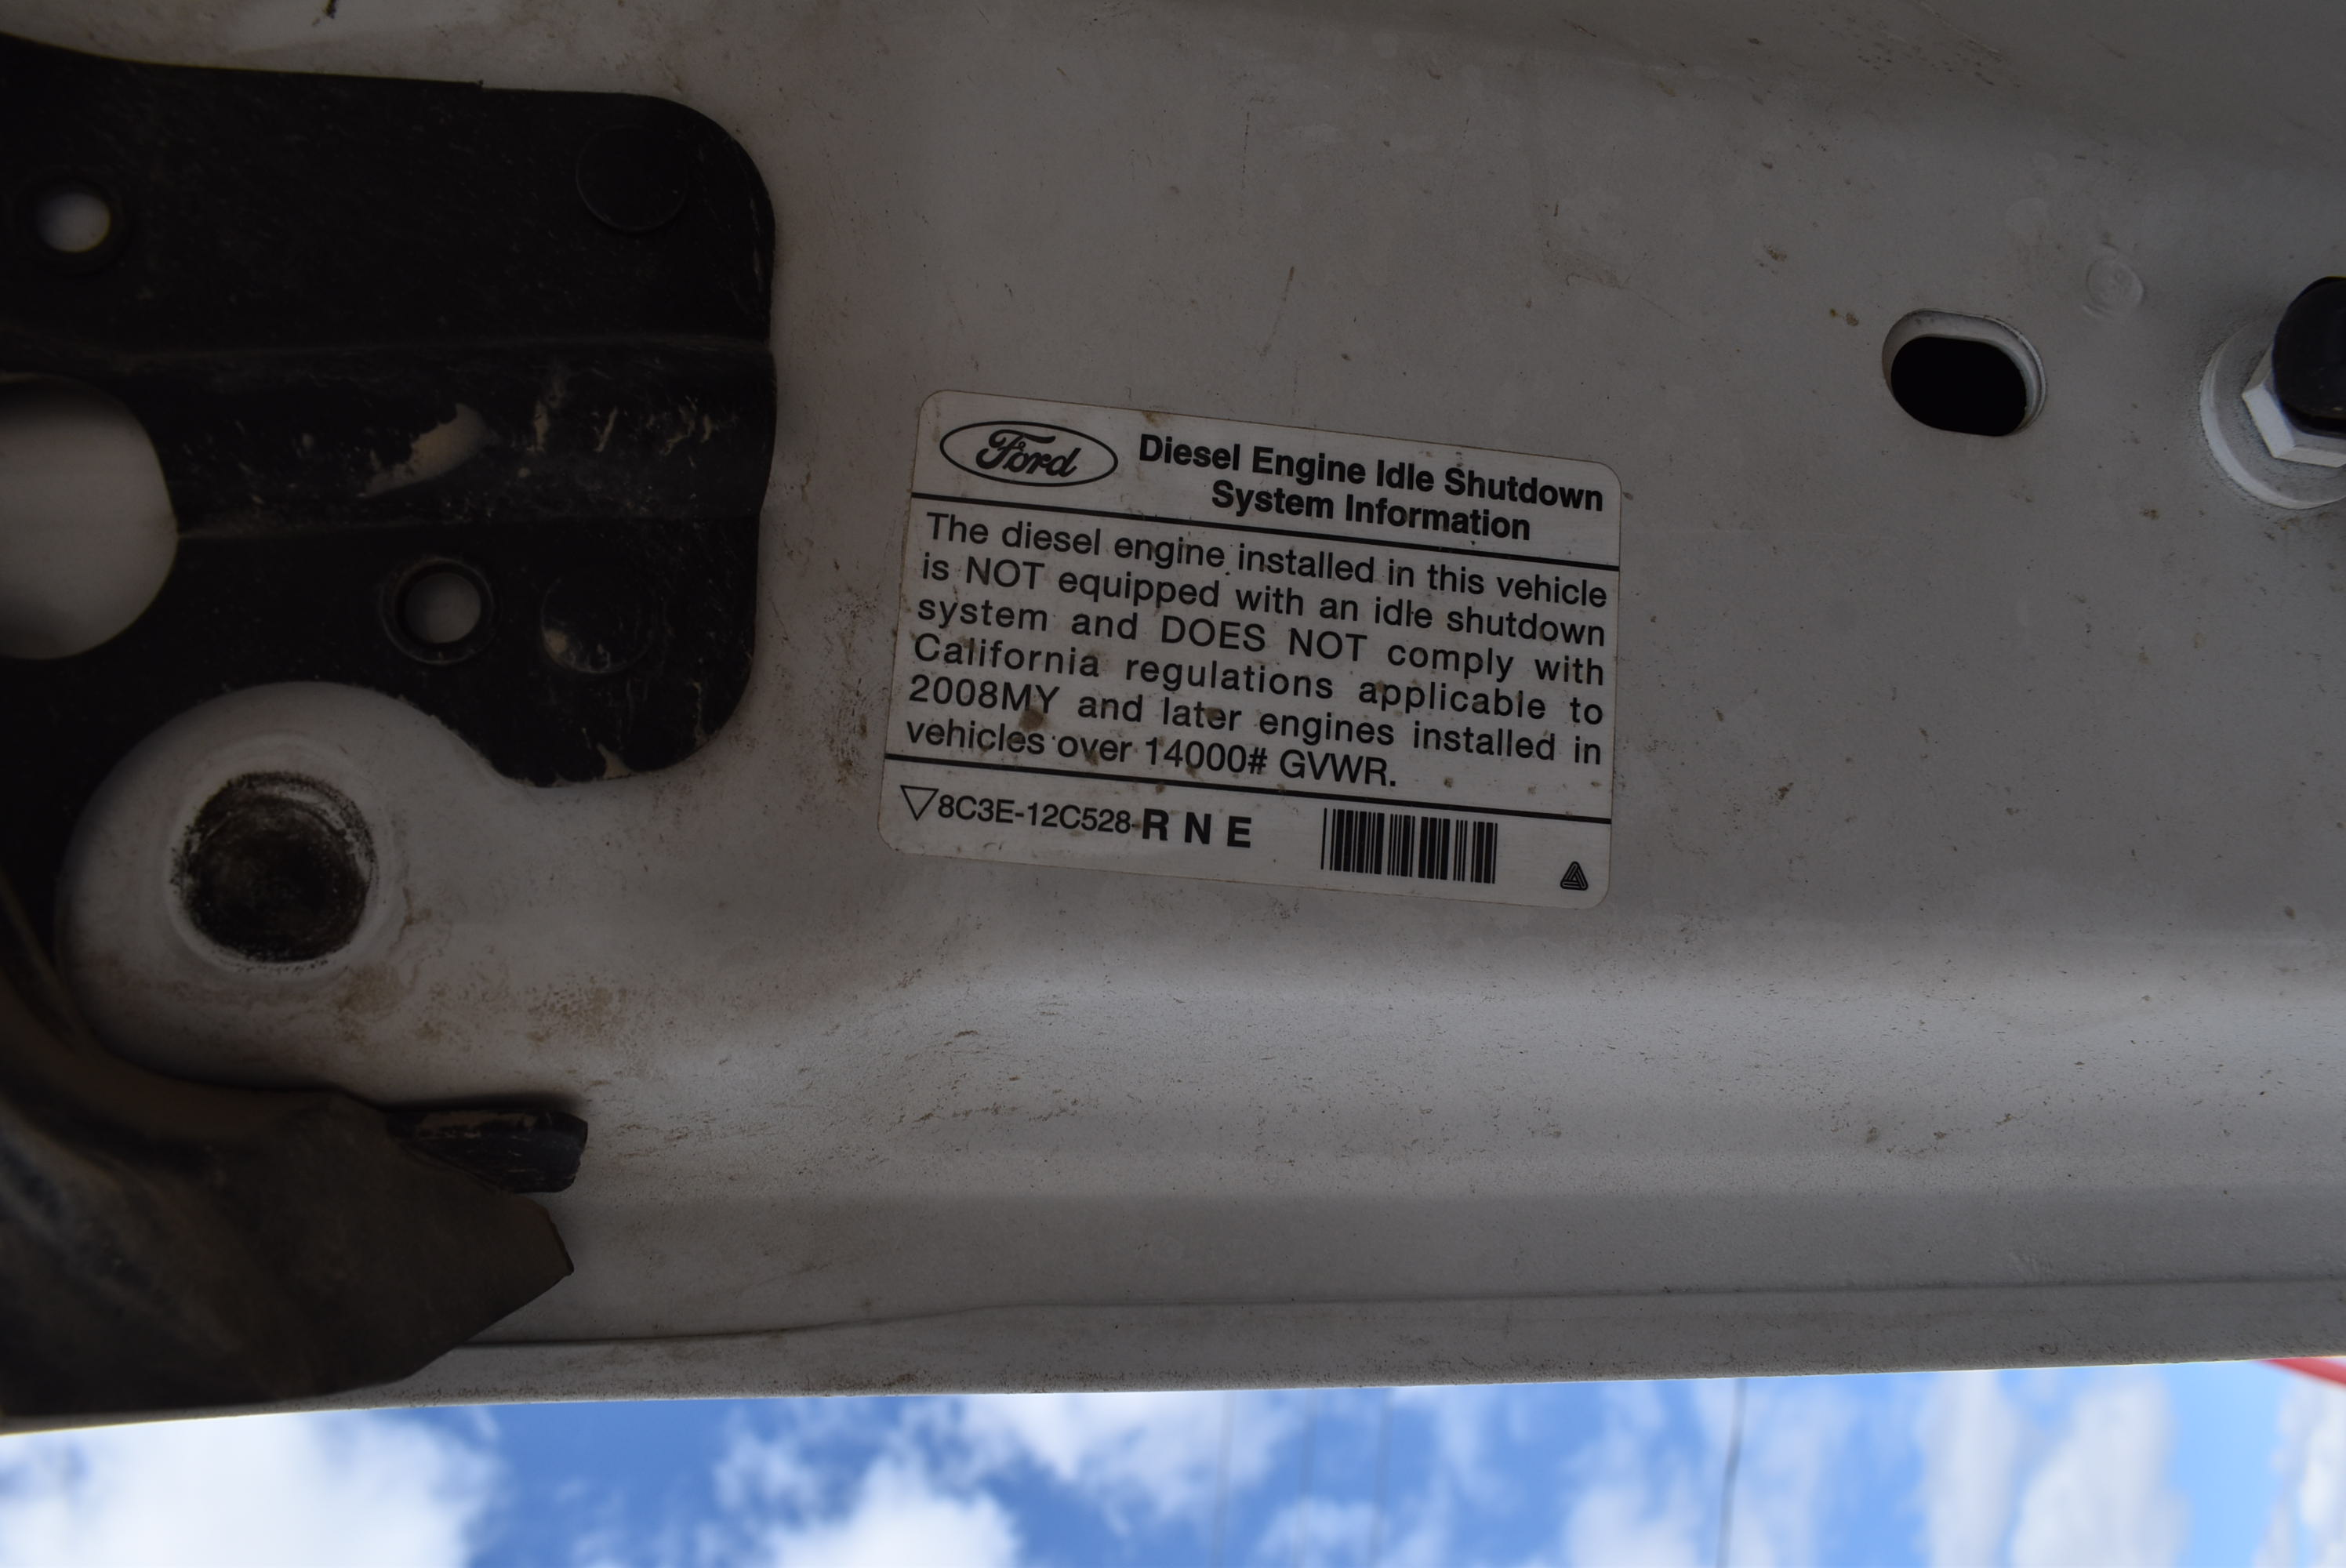 Ford
Diesel Engine Idle Shutdown
System Information
The diesel engine installed in this vehicle
is NOT equipped with an idle shutdown
system and DOES NOT comply with
California regulations applicable to
2008MY and later engines installed in
vehicles over 14000# GVWR.
8C3E-12C528-R N E